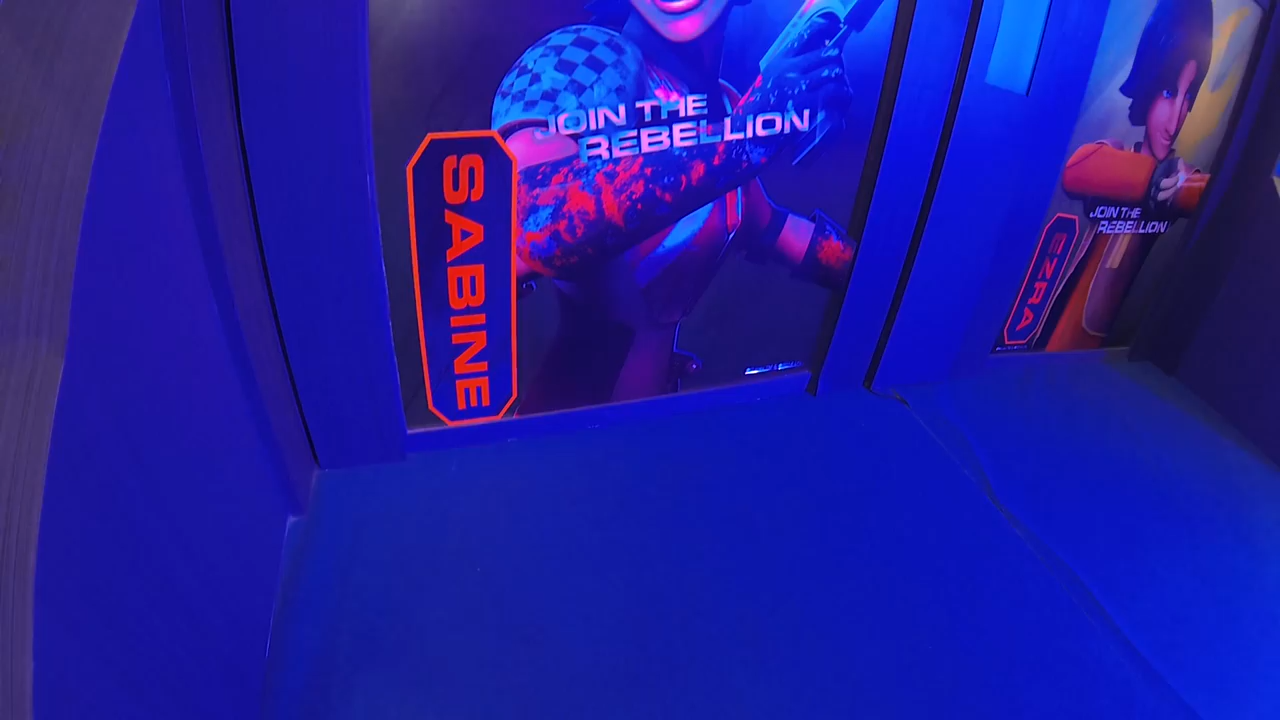 JOIN THE
REBELLION
SABINE
JOIN THE
REBELLION
EZRA